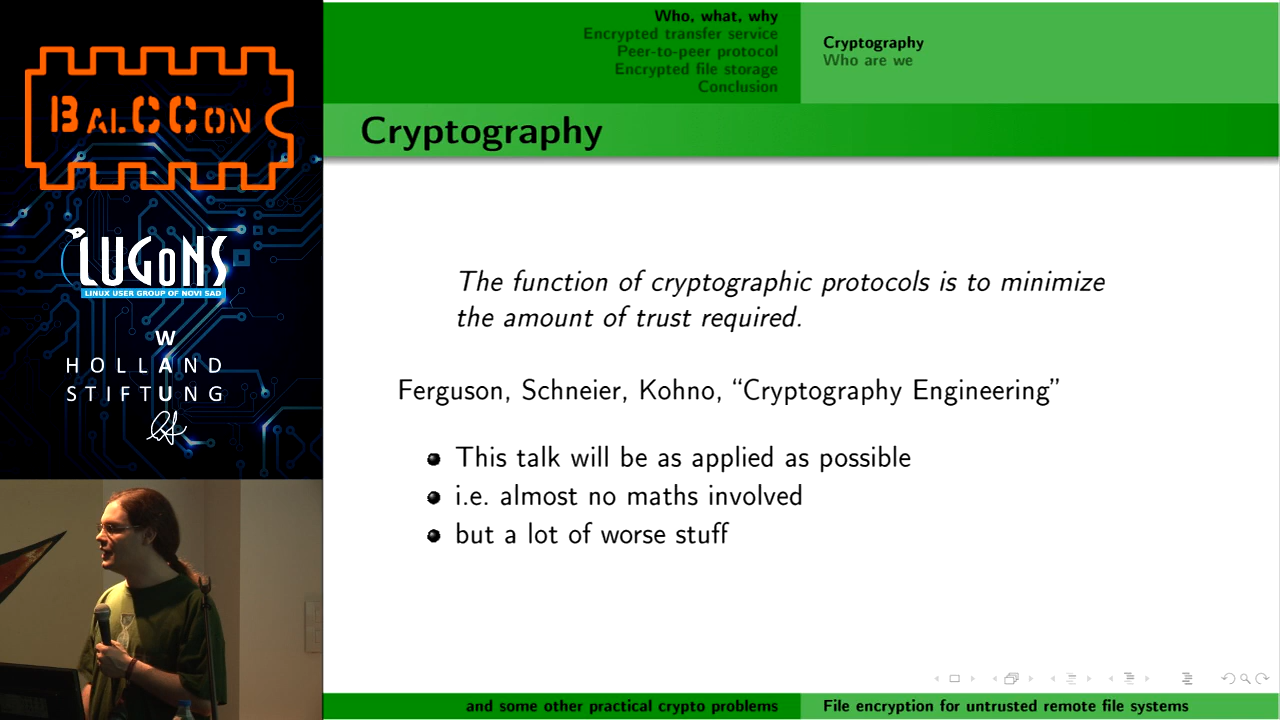 BALCCON
LUGoNS
LINUX USER GROUP OF NOVI SAD
W
HOLLAND
STIFTUNG
Who, what, why
Encrypted transfer service
Peer-to-peer protocol
Encrypted file storage
Conclusion
Cryptography
Who are we
Cryptography
The function of cryptographic protocols is to minimize
the amount of trust required.
Ferguson, Schneier, Kohno, “Cryptography Engineering”
This talk will be as applied as possible
i.e. almost no maths involved
but a lot of worse stuff
and some other practical crypto problems
File encryption for untrusted remote file systems